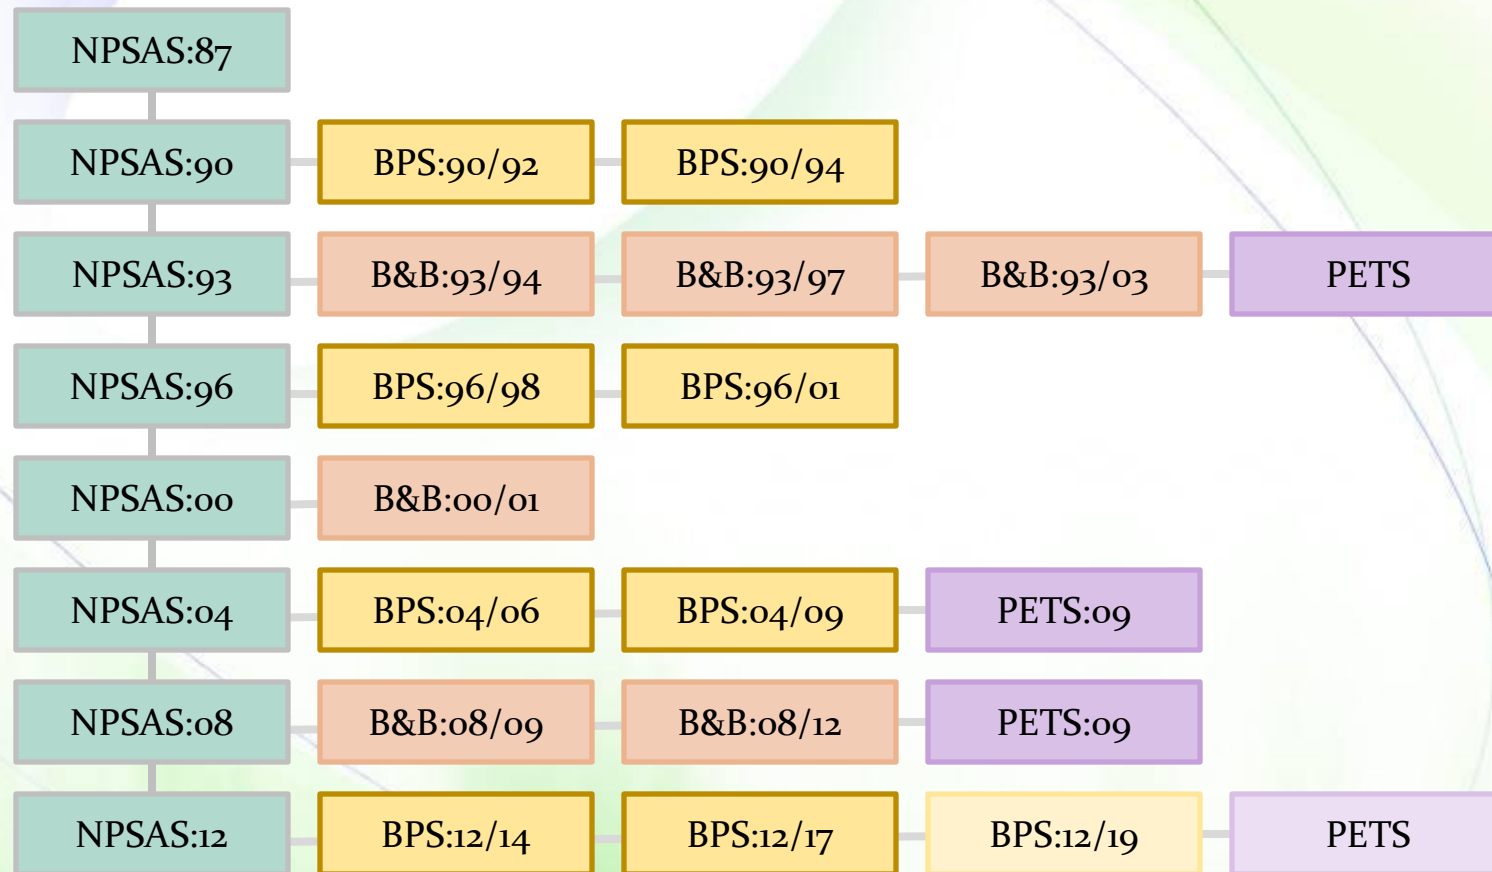 NPSAS:87
NPSAS:90 BPS:90/92 BPS:90/94
NPSAS:93 B&B:93/94 B&B:93/97 B&B:93/03 PETS
NPSAS:96 BPS:96/98 BPS:96/01
NPSAS:00 B&B:00/01
NPSAS:04 BPS:04/06 BPS:04/09 PETS:09
NPSAS:08 B&B:08/09 B&B:08/12 PETS:09
NPSAS:12 BPS:12/14 BPS:12/17 BPS:12/19 PETS